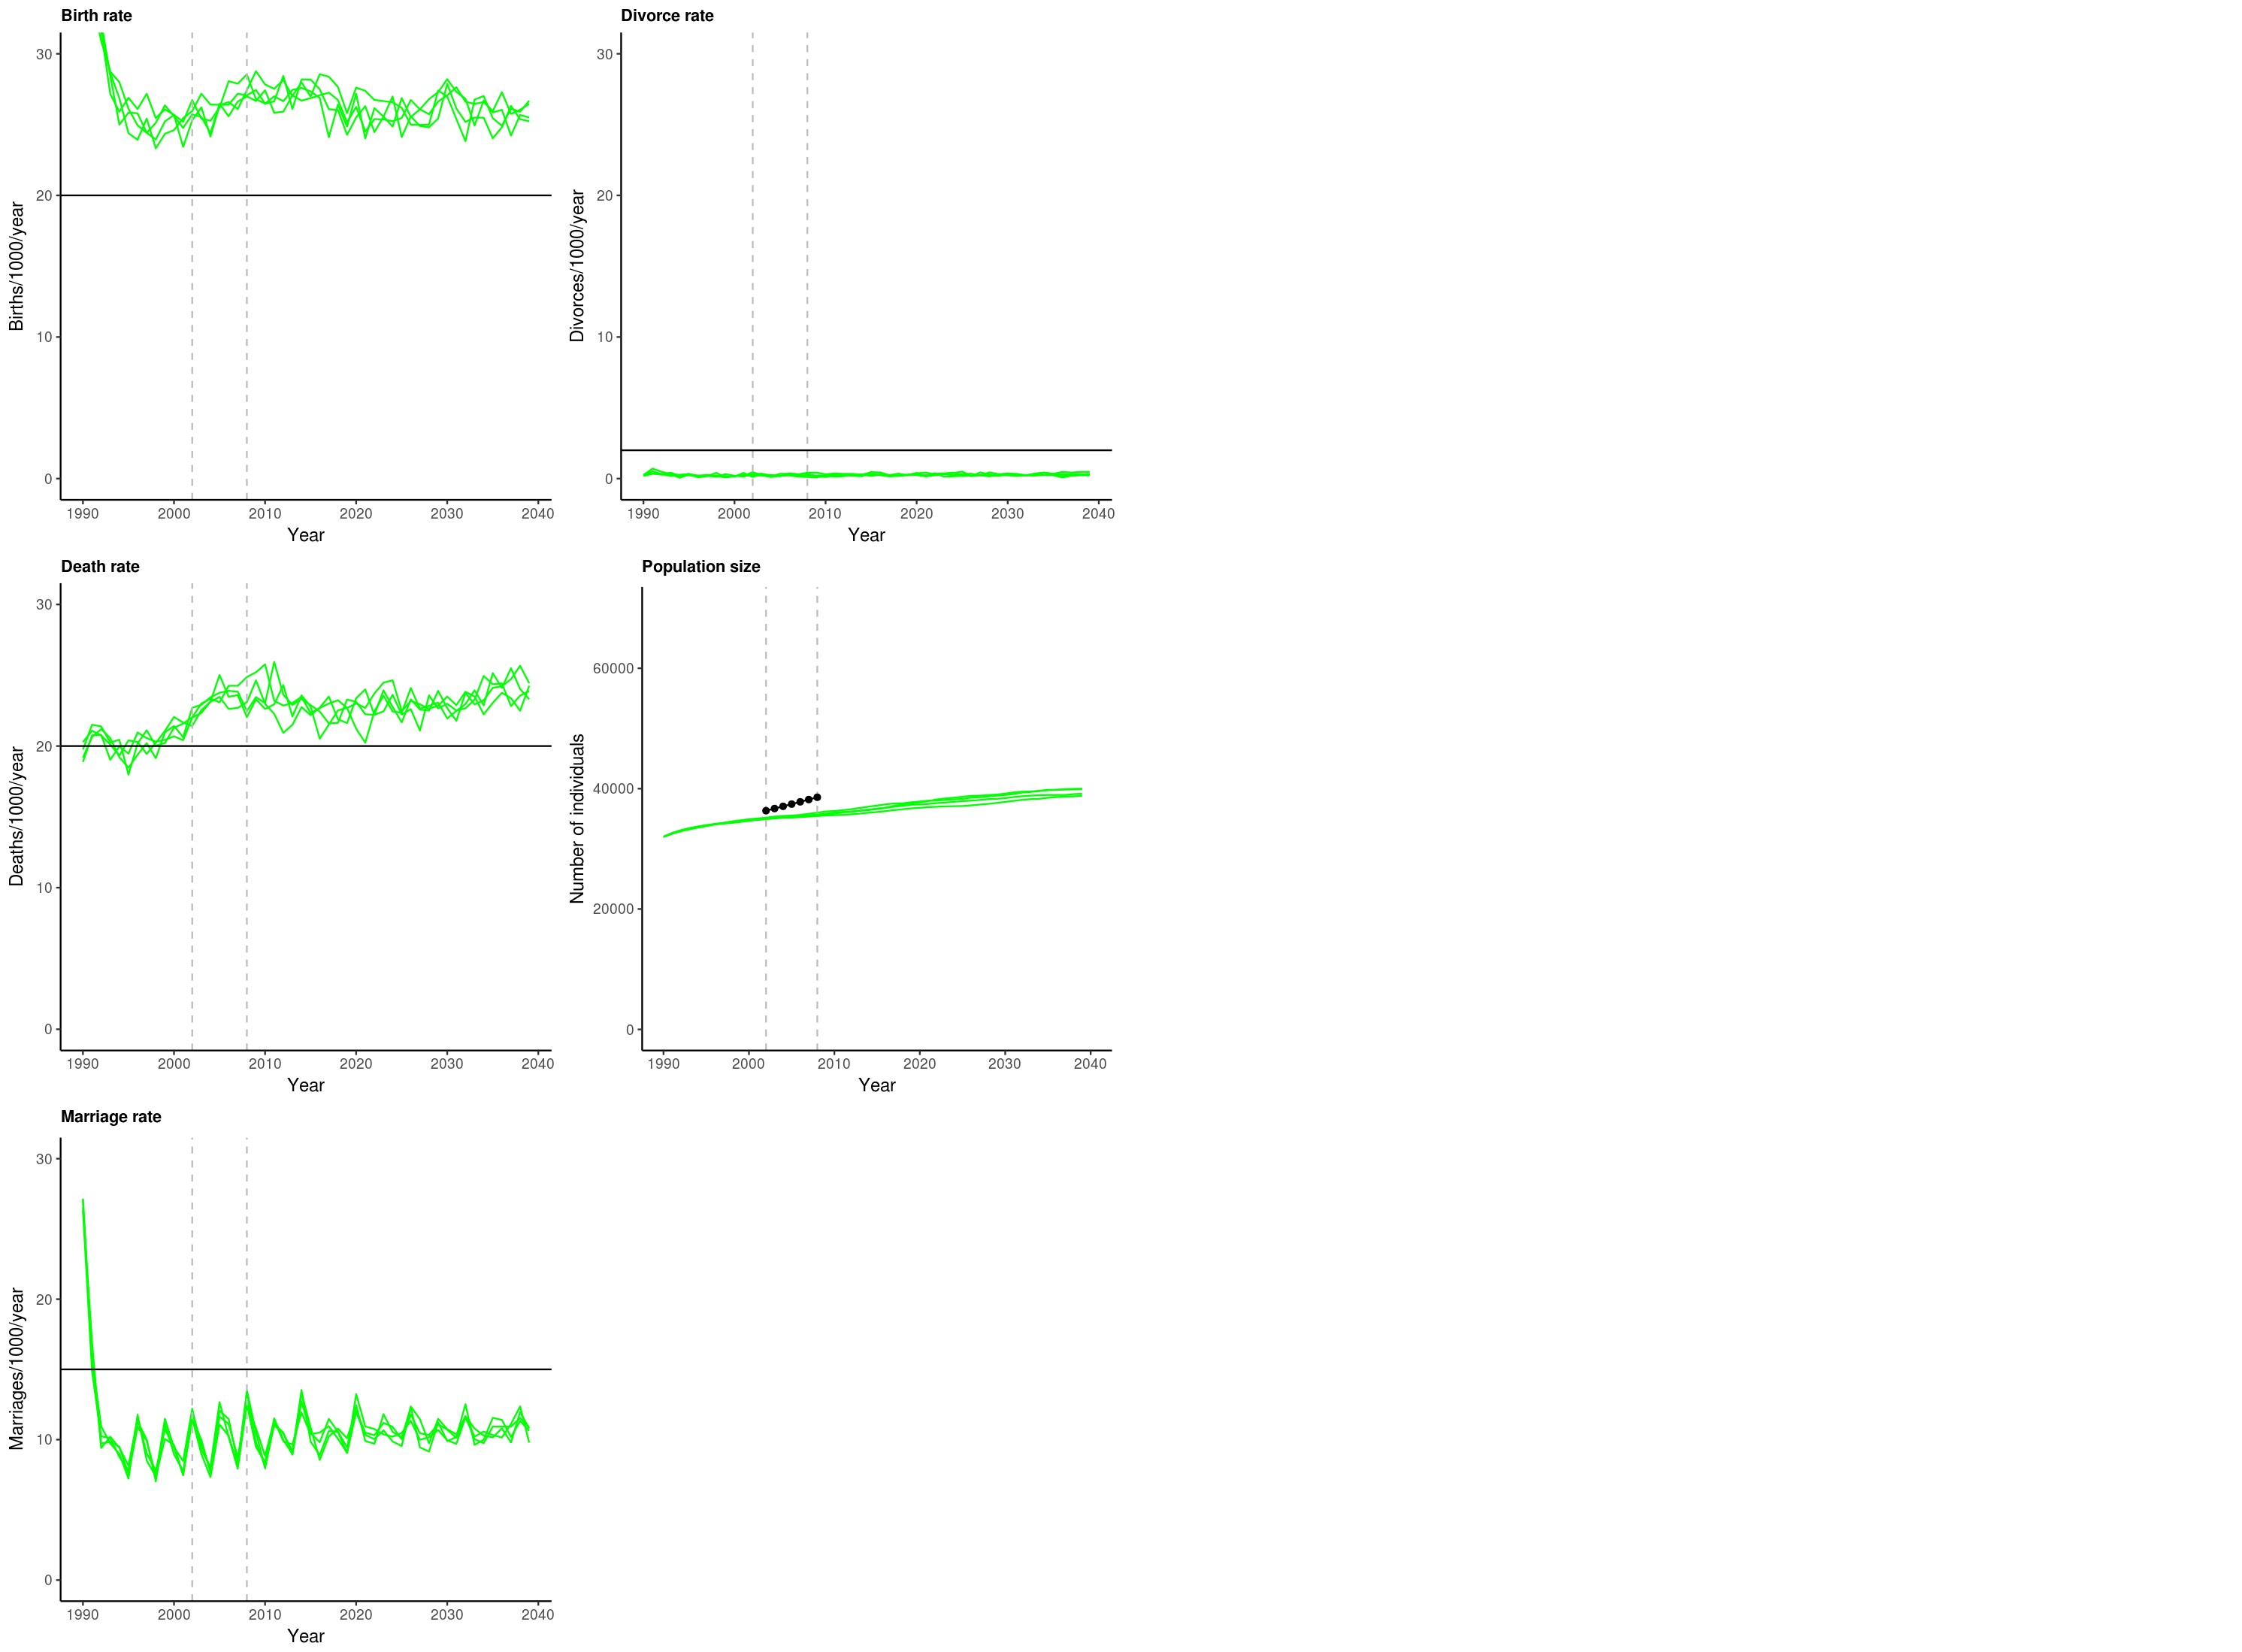 Birth rate
30
20
10
0
Births/1000/year
1990 2000 2010 2020 2030 2040
Year
Divorce rate
30
20
10
0
Divorces/1000/year
1990 2000 2010 2020 2030 2040
Year
Death rate
30
20
10
0
Deaths/1000/year
1990 2000 2010 2020 2030 2040
Year
Population size
60000
40000
20000
0
Number of individuals
1990 2000 2010 2020 2030 2040
Year
Marriage rate
30
20
10
0
Marriages/1000/year
1990 2000 2010 2020 2030 2040
Year